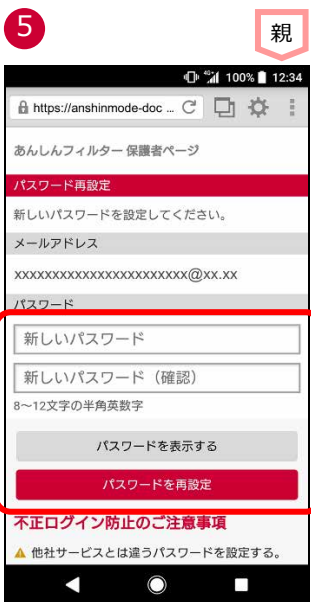 5
親
4G 100% 12:34
https://anshinmode-doc ...
あんしんフィルター 保護者ページ
パスワード再設定
新しいパスワードを設定してください。
メールアドレス
xxxxxxxxxxxxxxxxxxxxxxx@xx.xx
パスワード
新しいパスワード
新しいパスワード（確認）
8～12文字の半角英数字
パスワードを表示する
パスワードを再設定
不正ログイン防止のご注意事項
他社サービスとは違うパスワードを設定する。